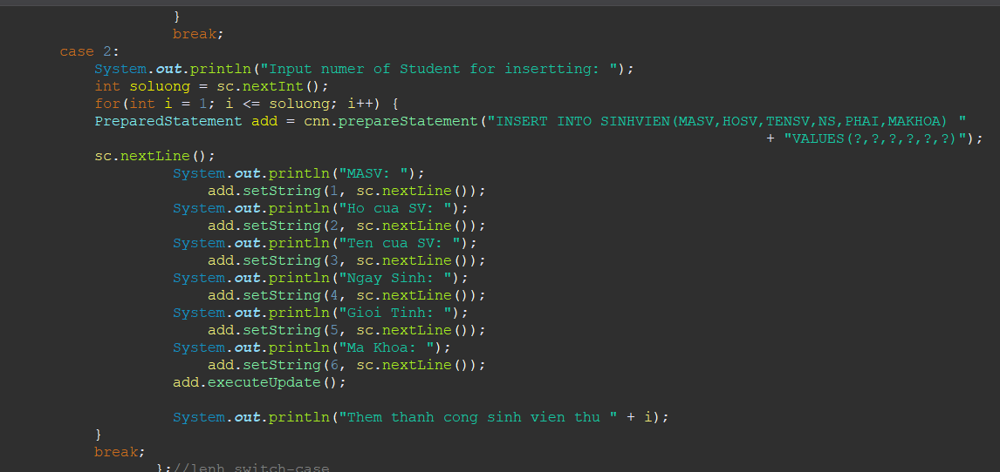 }
break;
case 2:
System.out.println("Input numer of Student for insertting: ");
int soluong = sc.nextInt();
for(int i = 1; i <= soluong; i++) {
PreparedStatement add = cnn.prepareStatement("INSERT INTO SINHVIEN(MASV,HOSV,TENSV,NS,PHAI,MAKHOA) "
+ "VALUES(?,?,?,?,?,?)");
sc.nextLine();
System.out.println("MASV: ");
add.setString(1, sc.nextLine());
System.out.println("Ho cua SV: ");
add.setString(2, sc.nextLine());
System.out.println("Ten cua SV: ");
add.setString(3, sc.nextLine());
System.out.println("Ngay Sinh: ");
add.setString(4, sc.nextLine());
System.out.println("Gioi Tinh: ");
add.setString(5, sc.nextLine());
System.out.println("Ma Khoa: ");
add.setString(6, sc.nextLine());
add.executeUpdate();
System.out.println("Them thanh cong sinh vien thu " + i);
}
break;
};//lenh switch-case